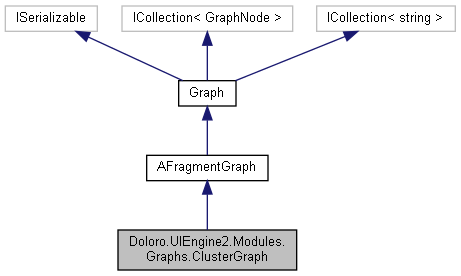 ISerializable
ICollection< GraphNode >
ICollection< string >
Graph
AFragmentGraph
Doloro.UIEngine2.Modules.
Graphs.ClusterGraph